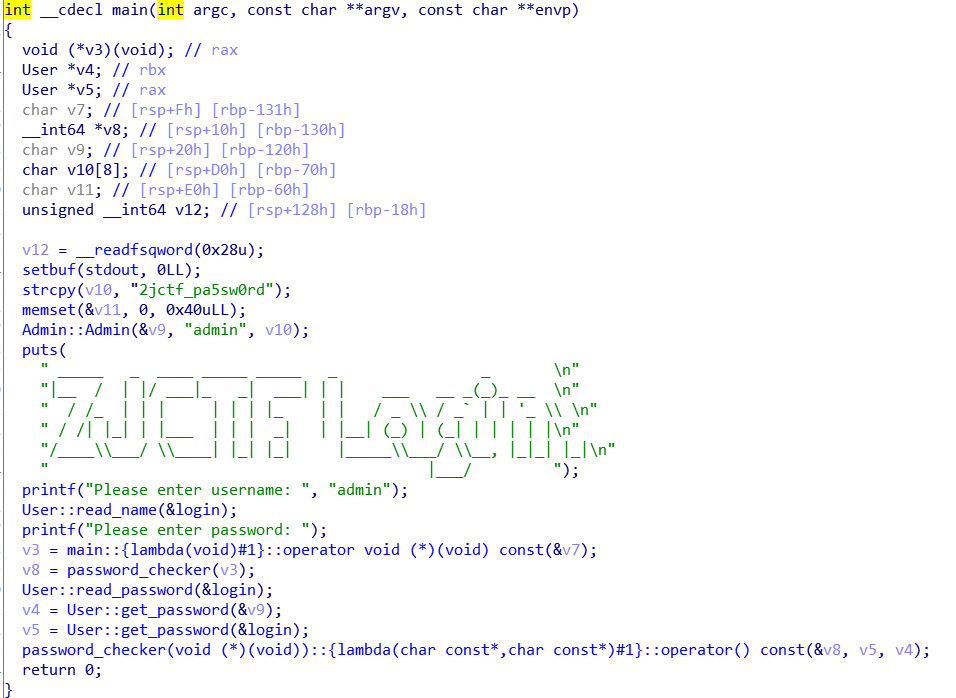 int __cdecl main(int argc, const char **argv, const char **envp)
{
  void (*v3)(void); // rax
  User *v4; // rbx
  User *v5; // rax
  char v7; // [rsp+Fh] [rbp-131h]
  __int64 *v8; // [rsp+10h] [rbp-130h]
  char v9; // [rsp+20h] [rbp-120h]
  char v10[8]; // [rsp+D0h] [rbp-70h]
  char v11; // [rsp+E0h] [rbp-60h]
  unsigned __int64 v12; // [rsp+128h] [rbp-18h]

  v12 = __readfsqword(0x28u);
  setbuf(stdout, 0LL);
  strcpy(v10, "2jctf_pa5sw0rd");
  memset(&v11, 0, 0x40uLL);
  Admin::Admin(&v9, "admin", v10);
  puts(
    " _____   _  ____ _____ _____   _                _       \n"
    "|__  /  | |/ ___|_   _|  ___| | |    ___   __ _(_)_ __  \n"
    "  / /_  | | |     | | | |_    | |   / _ \\ / _` | | '_ \\ \n"
    " / /| |_| | |___  | | |  _|   | |__| (_) | (_| | | | | |\n"
    "/____\\___/ \\____| |_| |_|     |_____\\___/ \\__, |_|_| |_|\n"
    "                                          |___/         ");
  printf("Please enter username: ", "admin");
  User::read_name(&login);
  printf("Please enter password: ");
  v3 = main::{lambda(void)#1}::operator void (*)(void) const(&v7);
  v8 = password_checker(v3);
  User::read_password(&login);
  v4 = User::get_password(&v9);
  v5 = User::get_password(&login);
  password_checker(void (*)(void))::{lambda(char const*,char const*)#1}::operator() const(&v8, v5, v4);
  return 0;
}